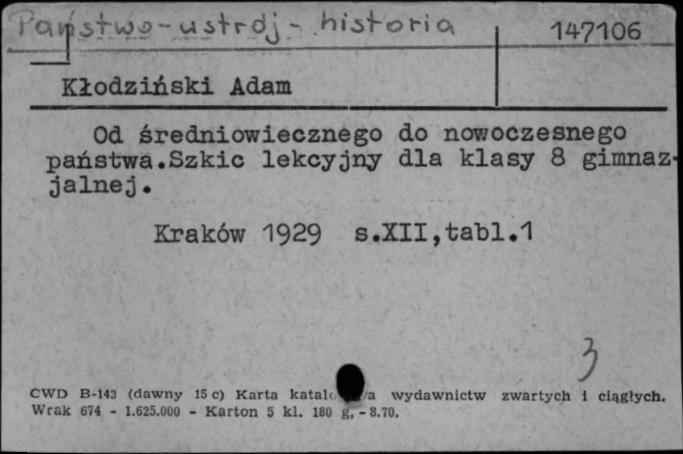 Państwo-ustrój- historia
147106
Kłodziński Adam
Od średniowiecznego do nowoczesnego
państwa.Szkic lekcyjny dla klasy 8 gimnaz-
jalnej.
Kraków 1929 s.XII,tabl.1
3
CWD B-143 (dawny 15 c) Karta wydawnictw zwartych i ciągłych.
Wrak 674 - 1.625.000 - Karton 5 kl. 180 g, - 8.70.